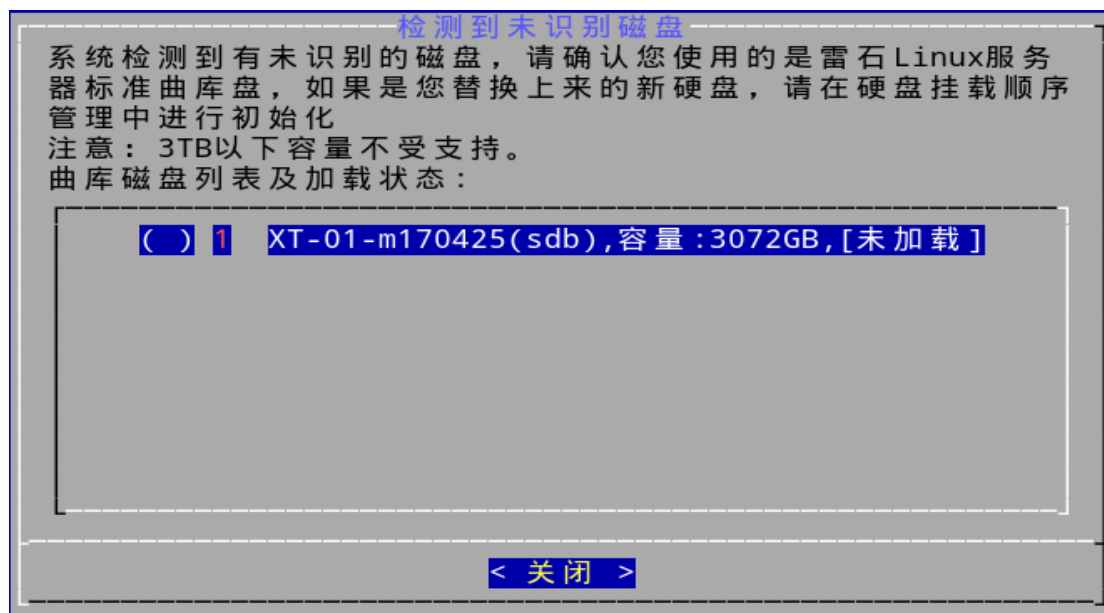 检测到未识别磁盘
系统检测到有未识别的磁盘，请确认您使用的是雷石Linux服务
器标准曲库盘，如果是您替换上来的新硬盘，请在硬盘挂载顺序
管理中进行初始化
注意：3TB以下容量不受支持。
曲库磁盘列表及加载状态：
( ) 1 XT-01-m170425(sdb),容量:3072GB,[未加载]
< 关闭 >